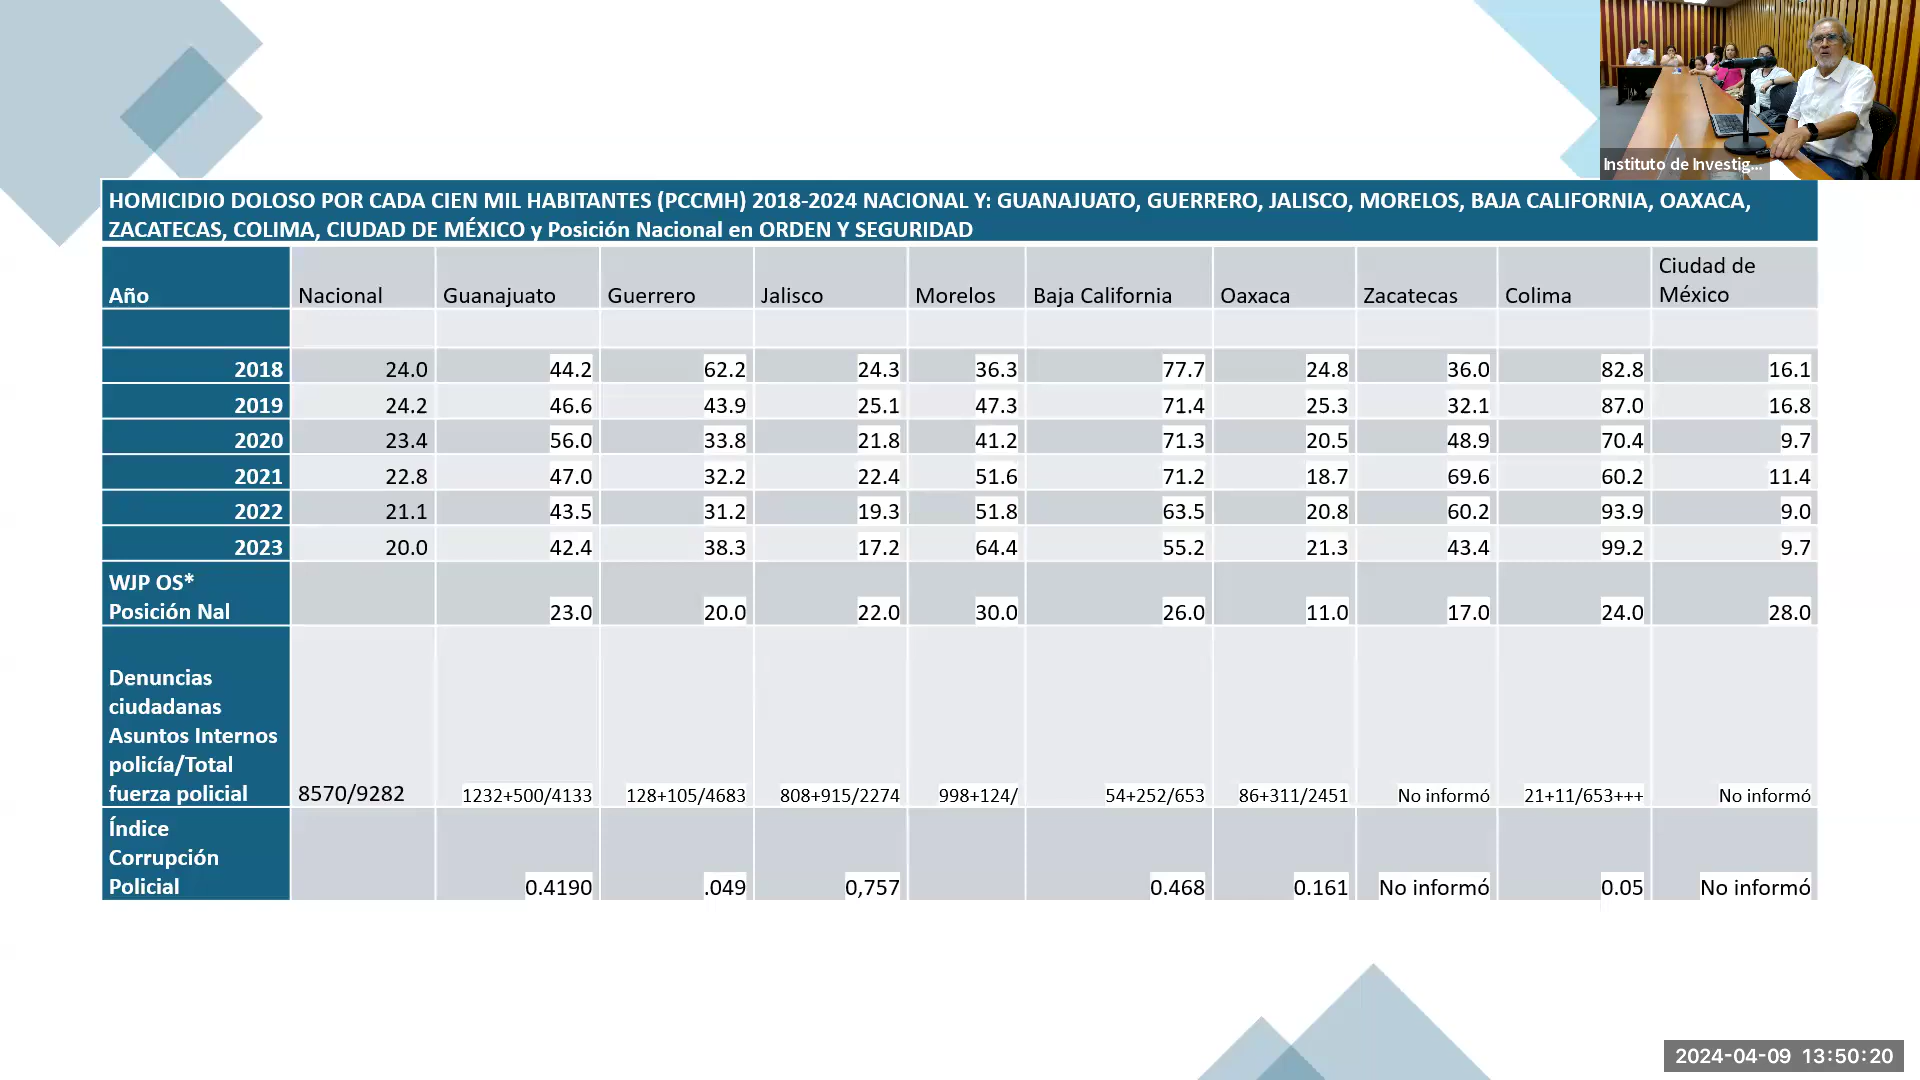 Instituto de Investig...
HOMICIDIO DOLOSO POR CADA CIEN MIL HABITANTES (PCCMH) 2018-2024 NACIONAL Y: GUANAJUATO, GUERRERO, JALISCO, MORELOS, BAJA CALIFORNIA, OAXACA,
ZACATECAS, COLIMA, CIUDAD DE MÉXICO y Posición Nacional en ORDEN Y SEGURIDAD
Año Nacional Guanajuato Guerrero Jalisco Morelos Baja California Oaxaca Zacatecas Colima Ciudad de
México
2018 24.0 44.2 62.2 24.3 36.3 77.7 24.8 36.0 82.8 16.1
2019 24.2 46.6 43.9 25.1 47.3 71.4 25.3 32.1 87.0 16.8
2020 23.4 56.0 33.8 21.8 41.2 71.3 20.5 48.9 70.4 9.7
2021 22.8 47.0 32.2 22.4 51.6 71.2 18.7 69.6 60.2 11.4
2022 21.1 43.5 31.2 19.3 51.8 63.5 20.8 60.2 93.9 9.0
2023 20.0 42.4 38.3 17.2 64.4 55.2 21.3 43.4 99.2 9.7
WJP OS*
Posición Nal 23.0 20.0 22.0 30.0 26.0 11.0 17.0 24.0 28.0
Denuncias
ciudadanas
Asuntos Internos
policía/Total
fuerza policial 8570/9282 1232+500/4133 128+105/4683 808+915/2274 998+124/ 54+252/653 86+311/2451 No informó 21+11/653+++ No informó
Índice
Corrupción
Policial 0.4190 .049 0,757 0.468 0.161 No informó 0.05 No informó
2024-04-09 13:50:20